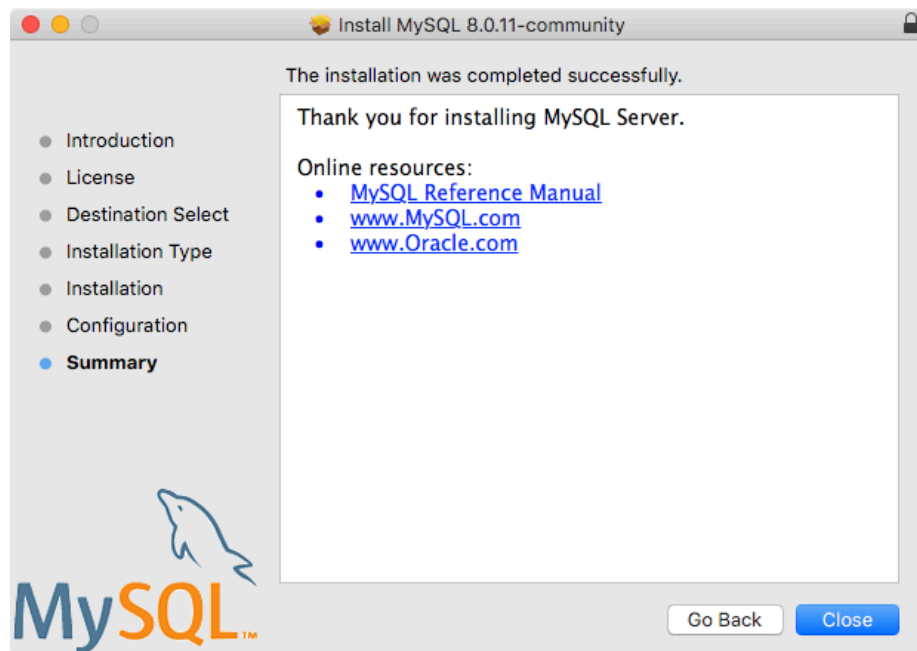 Install MySQL 8.0.11-community
The installation was completed successfully.
Introduction
License
Destination Select
Installation Type
Installation
Configuration
Summary
Thank you for installing MySQL Server.
Online resources:
• MySQL Reference Manual
• www.MySQL.com
• www.Oracle.com
MySQL™
Go Back
Close